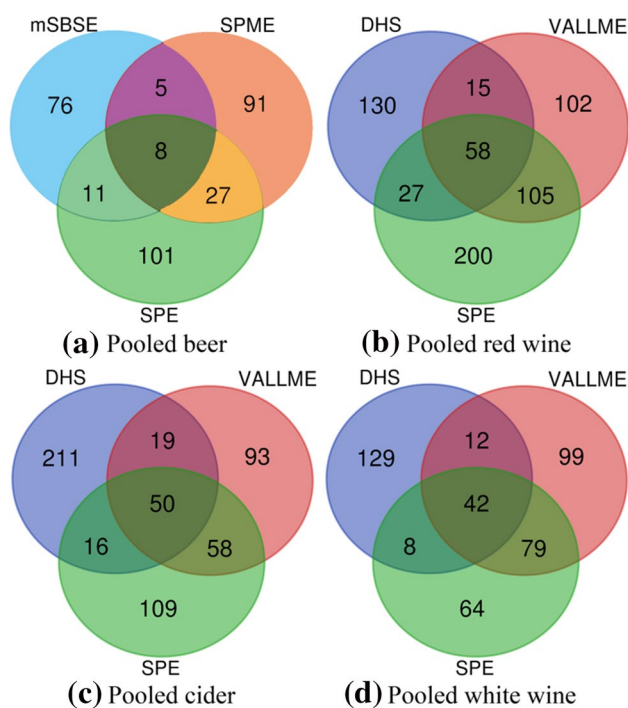 mSBSE SPME DHS VALLME
76 5 91 130 15 102
8 58
11 27 27 105
101 200
SPE SPE
(a) Pooled beer (b) Pooled red wine
DHS VALLME DHS VALLME
211 19 93 129 12 99
50 42
16 58 8 79
109 64
SPE SPE
(c) Pooled cider (d) Pooled white wine